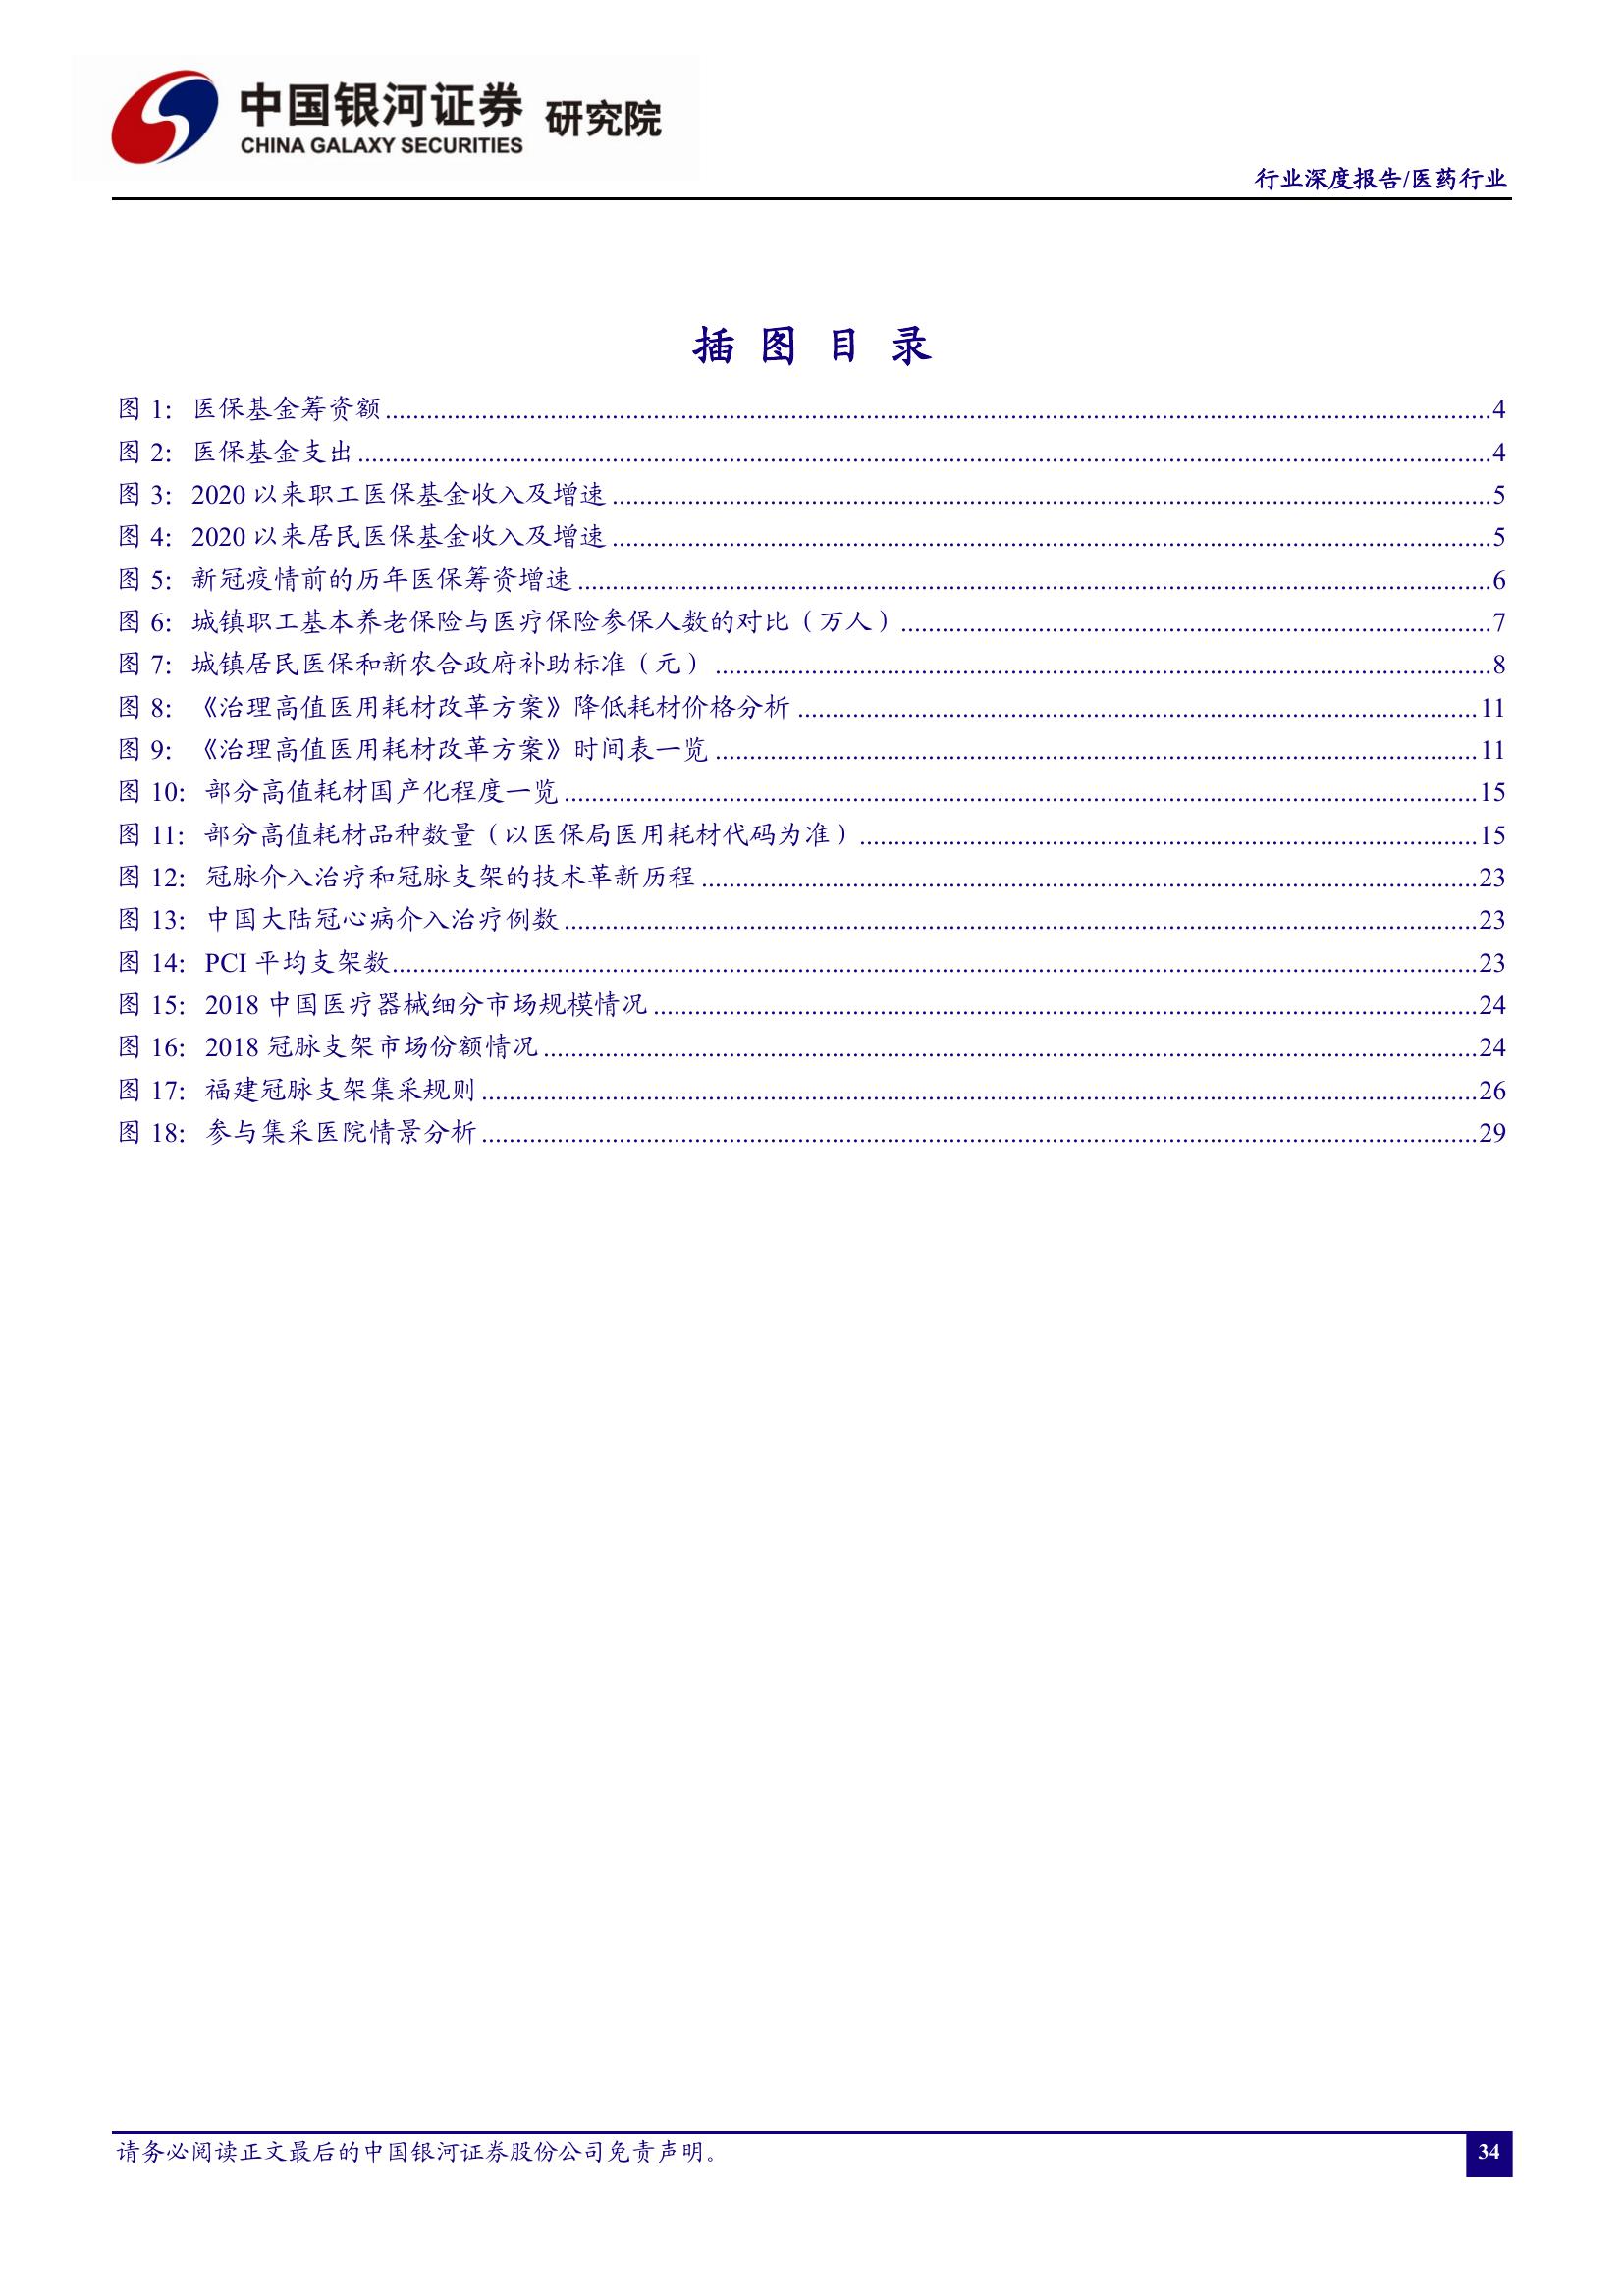 中国银河证券 研究院
CHINA GALAXY SECURITIES
行业深度报告/医药行业
插 图 目 录
图 1: 医保基金筹资额 4
图 2: 医保基金支出 4
图 3: 2020 以来职工医保基金收入及增速 5
图 4: 2020 以来居民医保基金收入及增速 5
图 5: 新冠疫情前的历年医保筹资增速 6
图 6: 城镇职工基本养老保险与医疗保险参保人数的对比（万人） 7
图 7: 城镇居民医保和新农合政府补助标准（元） 8
图 8: 《治理高值医用耗材改革方案》降低耗材价格分析 11
图 9: 《治理高值医用耗材改革方案》时间表一览 11
图 10: 部分高值耗材国产化程度一览 15
图 11: 部分高值耗材品种数量（以医保局医用耗材代码为准） 15
图 12: 冠脉介入治疗和冠脉支架的技术革新历程 23
图 13: 中国大陆冠心病介入治疗例数 23
图 14: PCI 平均支架数 23
图 15: 2018 中国医疗器械细分市场规模情况 24
图 16: 2018 冠脉支架市场份额情况 24
图 17: 福建冠脉支架集采规则 26
图 18: 参与集采医院情景分析 29
请务必阅读正文最后的中国银河证券股份公司免责声明。
34